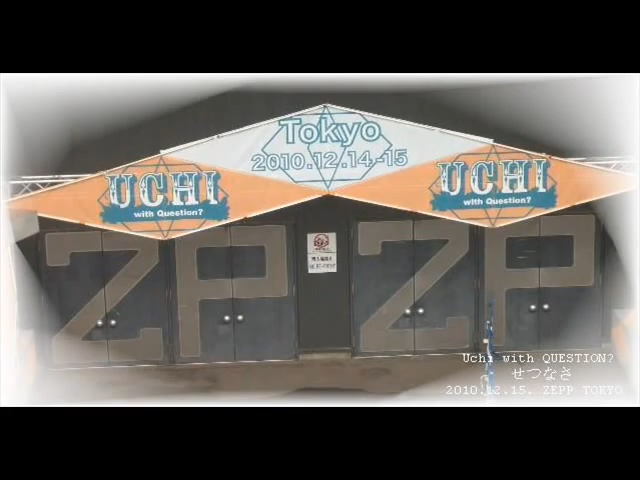 Tokyo
2010.12.14-15
UCHI
with Question?
UCHI
with Question?
ZP ZP
Uchi with QUESTION?
せつなさ
2010.12.15. ZEPP TOKYO